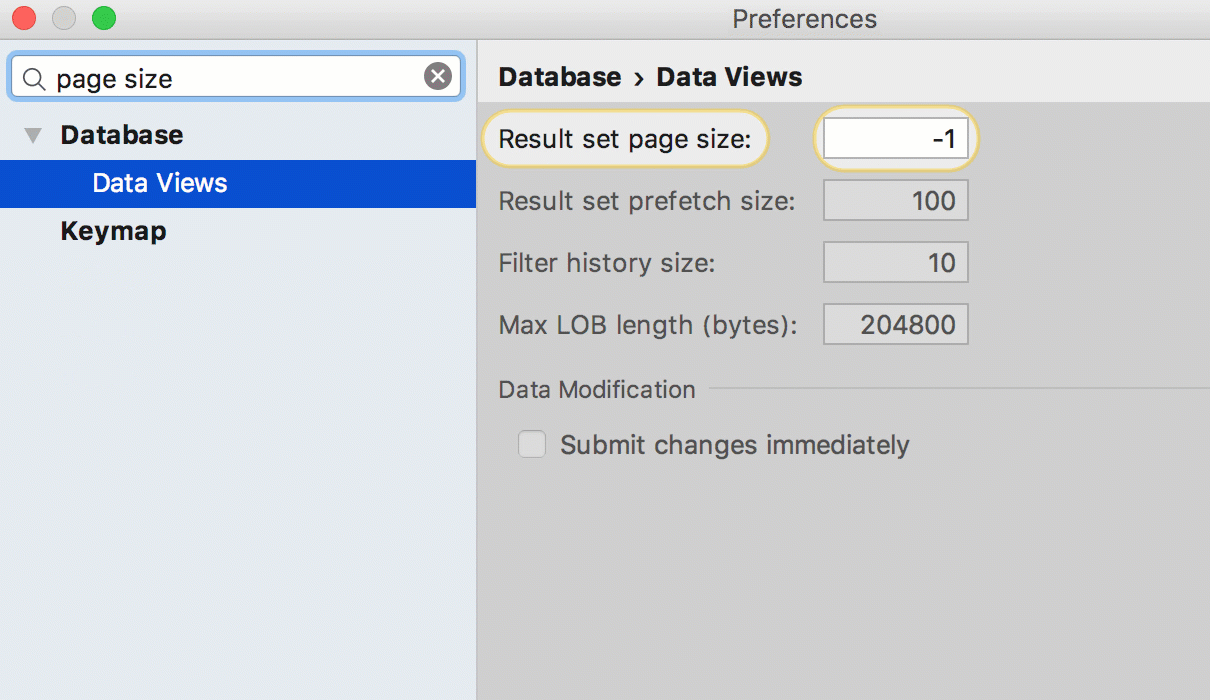 Preferences
page size
Database
Data Views
Keymap
Database › Data Views
Result set page size: -1
Result set prefetch size: 100
Filter history size: 10
Max LOB length (bytes): 204800
Data Modification
Submit changes immediately